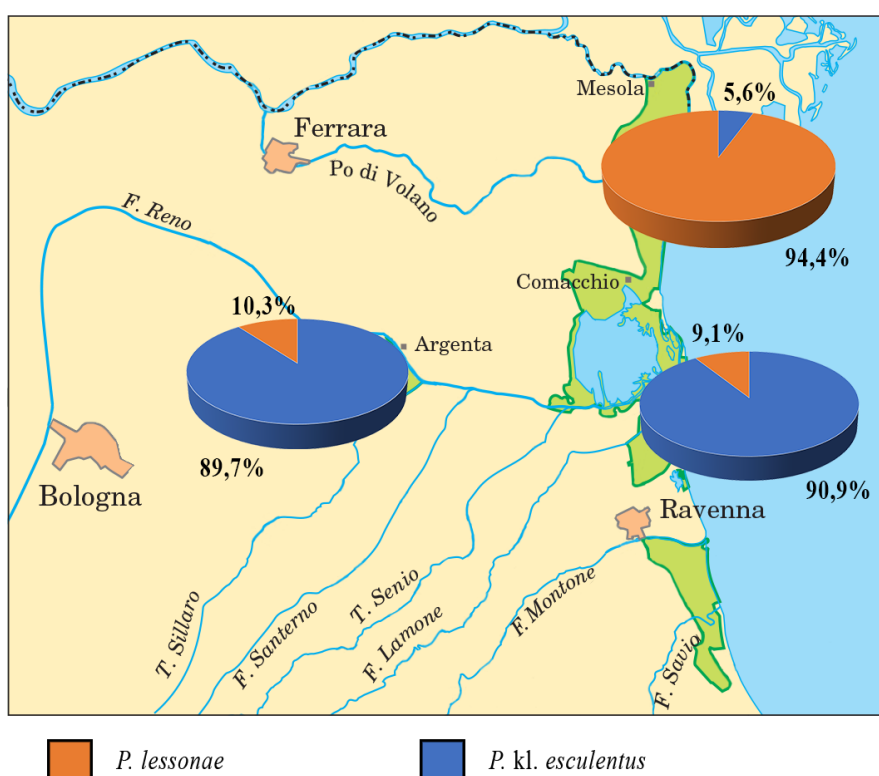 Mesola
5,6%
Ferrara
Po di Volano
94,4%
F. Reno
Comacchio
10,3%
Argenta
9,1%
89,7%
90,9%
Bologna
Ravenna
T. Sillaro
F. Santerno
T. Senio
F. Lamone
F. Montone
F. Savio
P. lessonae
P. kl. esculentus